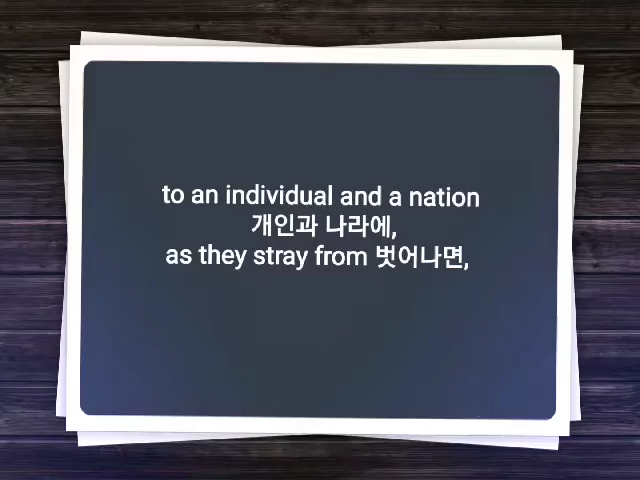 to an individual and a nation
개인과 나라에,
as they stray from 벗어나면,